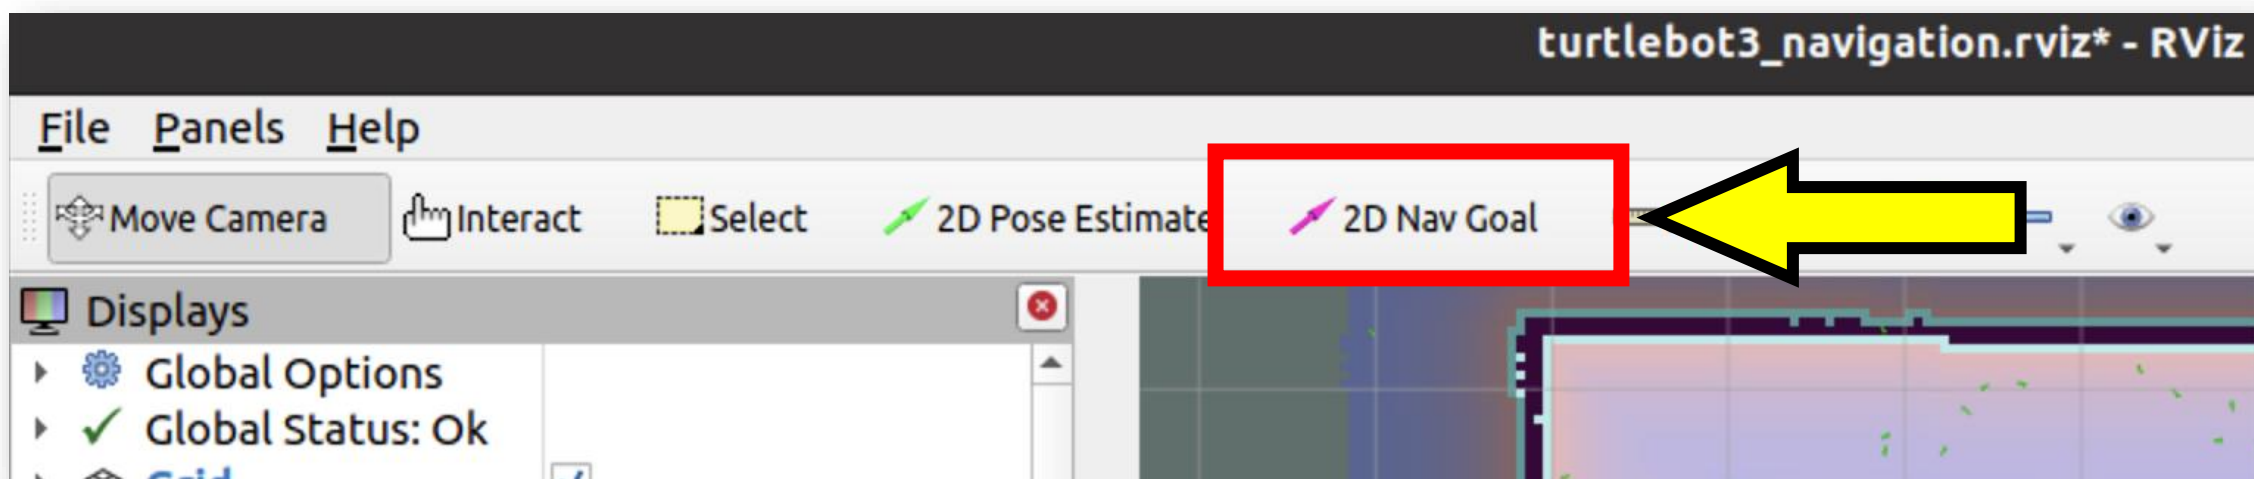 turtlebot3_navigation.rviz* - RViz
File Panels Help
Move Camera Interact Select 2D Pose Estimate 2D Nav Goal
Displays
Global Options
Global Status: Ok
Grid